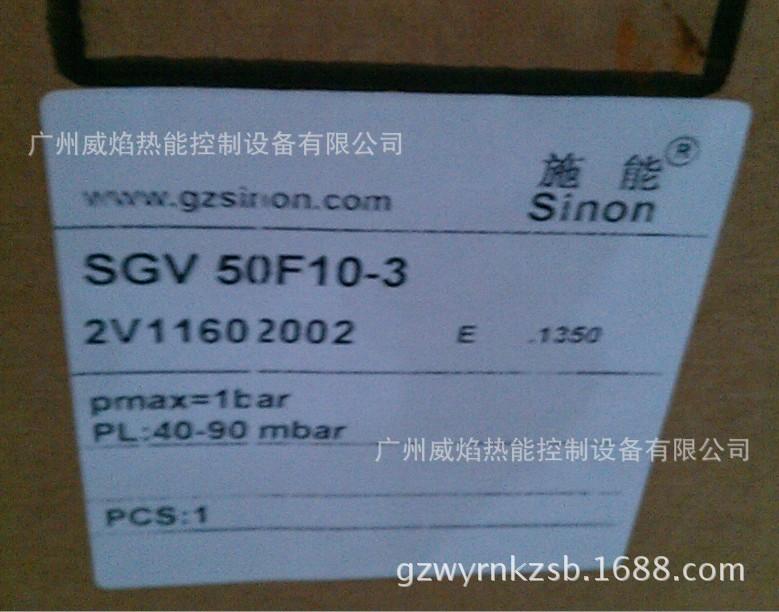 广州威焰热能控制设备有限公司
施能®
www.gzsinon.com
Sinon
SGV 50F10-3
2V11602002 E .1350
pmax=1bar
PL:40-90 mbar
广州威焰热能控制设备有限公司
PCS:1
gzwyrnkzsb.1688.com